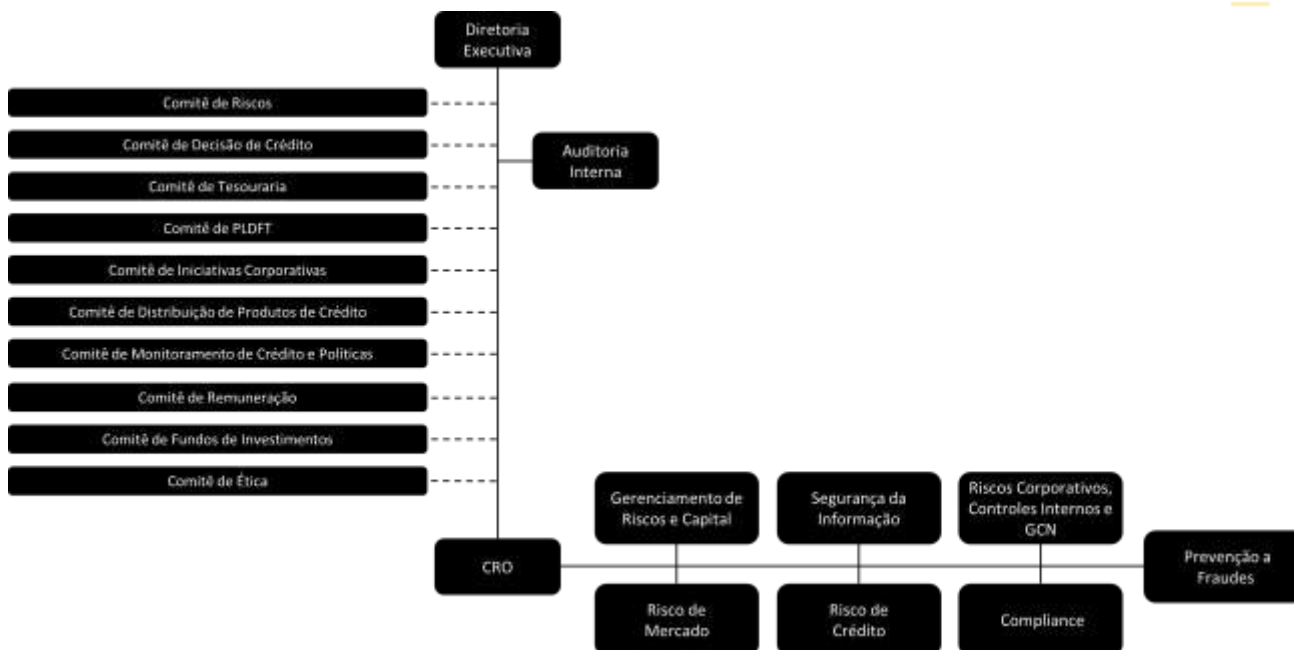 Diretoria
Executiva
Comitê de Riscos
Comitê de Decisão de Crédito
Auditoria
Interna
Comitê de Tesouraria
Comitê de PLDFT
Comitê de Iniciativas Corporativas
Comitê de Distribuição de Produtos de Crédito
Comitê de Monitoramento de Crédito e Políticas
Comitê de Remuneração
Comitê de Fundos de Investimentos
Comitê de Ética
Gerenciamento de
Riscos e Capital
Segurança da
Informação
Riscos Corporativos,
Controles Internos e
GCN
CRO
Prevenção a
Fraudes
Risco de
Mercado
Risco de
Crédito
Compliance